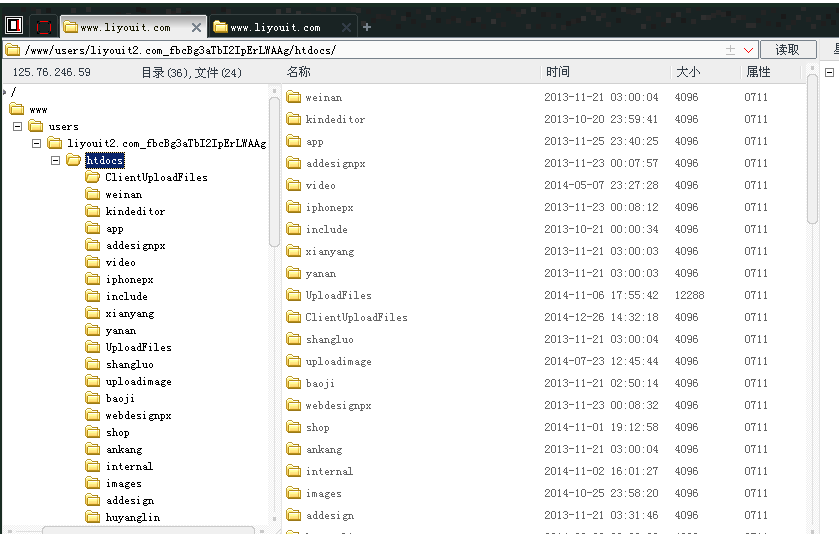 www.liyouit.com
www.liyouit.com
/www/users/liyouit2.com_fbcBg3aTbI2IpErLWAAg/htdocs/
读取
125.76.246.59
目录(36),文件(24)
名称 时间 大小 属性
/
www
users
liyouit2.com_fbcBg3aTbI2IpErLWAAg
htdocs
ClientUploadFiles
weinan
kindeditor
app
addesignpx
video
iphonepx
include
xianyang
yanan
UploadFiles
shangluo
uploadimage
baoji
webdesignpx
shop
ankang
internal
images
addesign
huyanglin
weinan 2013-11-21 03:00:04 4096 0711
kindeditor 2013-10-20 23:59:41 4096 0711
app 2013-11-25 23:40:25 4096 0711
addesignpx 2013-11-23 00:07:57 4096 0711
video 2014-05-07 23:27:28 4096 0711
iphonepx 2013-11-23 00:08:12 4096 0711
include 2013-10-21 00:00:34 4096 0711
xianyang 2013-11-21 03:00:03 4096 0711
yanan 2013-11-21 03:00:03 4096 0711
UploadFiles 2014-11-06 17:55:42 12288 0711
ClientUploadFiles 2014-12-26 14:32:18 4096 0711
shangluo 2013-11-21 03:00:04 4096 0711
uploadimage 2014-07-23 12:45:44 4096 0711
baoji 2013-11-21 02:50:14 4096 0711
webdesignpx 2013-11-23 00:08:32 4096 0711
shop 2014-11-01 19:12:58 4096 0711
ankang 2013-11-21 03:00:04 4096 0711
internal 2014-11-02 16:01:27 4096 0711
images 2014-10-25 23:58:20 4096 0711
addesign 2013-11-21 03:31:46 4096 0711